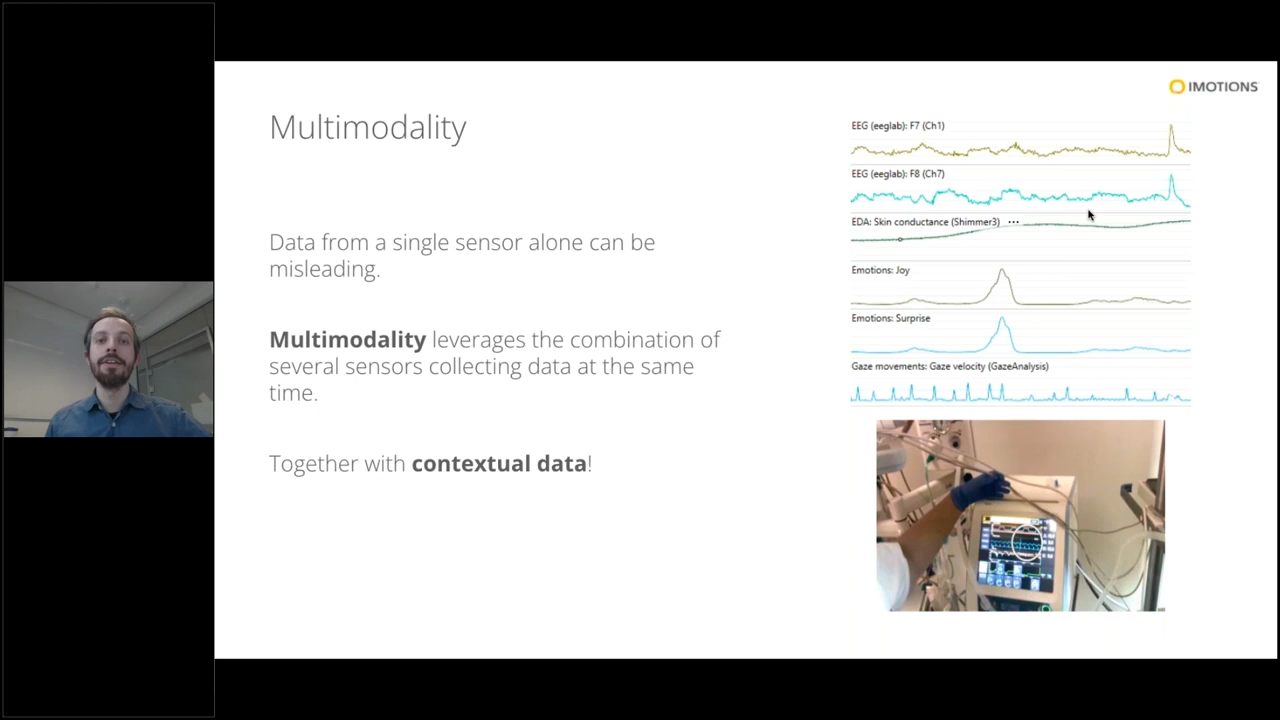 IMOTIONS
Multimodality
Data from a single sensor alone can be
misleading.
Multimodality leverages the combination of
several sensors collecting data at the same
time.
Together with contextual data!
EEG (eeglab): F7 (Ch1)
EEG (eeglab): F8 (Ch7)
EDA: Skin conductance (Shimmer3) ...
Emotions: Joy
Emotions: Surprise
Gaze movements: Gaze velocity (GazeAnalysis)